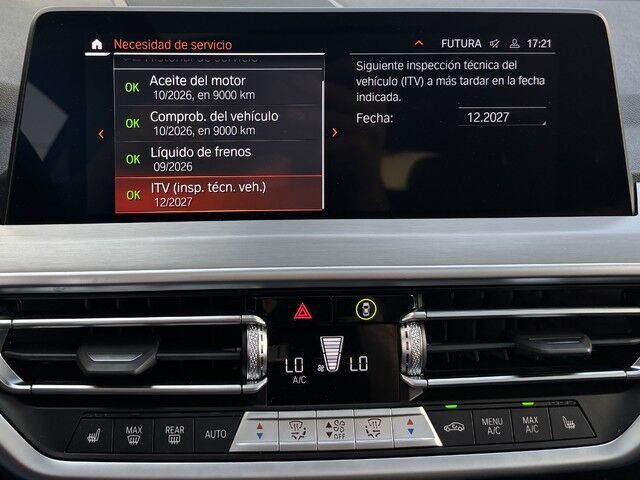 Necesidad de servicio
FUTURA 17:21
Historial de servicio
OK Aceite del motor
10/2026, en 9000 km
OK Comprob. del vehículo
10/2026, en 9000 km
OK Líquido de frenos
09/2026
OK ITV (insp. técn. veh.)
12/2027
Siguiente inspección técnica del
vehículo (ITV) a más tardar en la fecha
indicada.
Fecha: 12.2027
LO LO
A/C
MAX REAR AUTO OFF MENU A/C MAX A/C